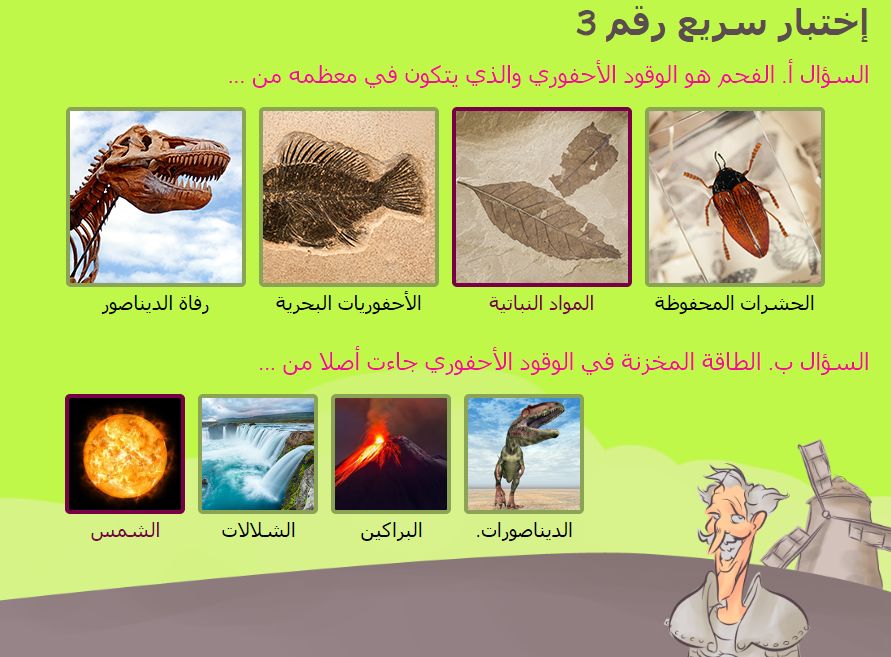 إختبار سريع رقم 3
السؤال أ. الفحم هو الوقود الأحفوري والذي يتكون في معظمه من ...
الحشرات المحفوظة
المواد النباتية
الأحفوريات البحرية
رفاة الديناصور
السؤال ب. الطاقة المخزنة في الوقود الأحفوري جاءت أصلا من ...
الديناصورات.
البراكين
الشلالات
الشمس